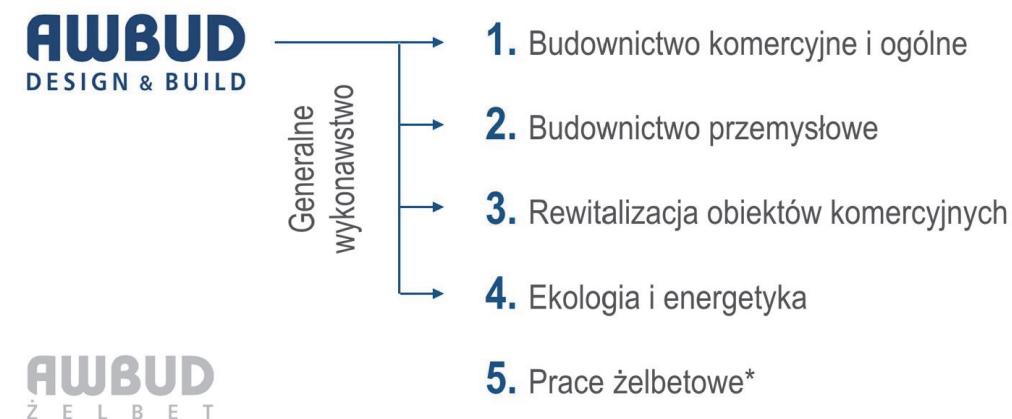 AWBUD
DESIGN & BUILD
Generalne
wykonawstwo
1. Budownictwo komercyjne i ogólne
2. Budownictwo przemysłowe
3. Rewitalizacja obiektów komercyjnych
4. Ekologia i energetyka
5. Prace żelbetowe*
AWBUD
ŻELBET